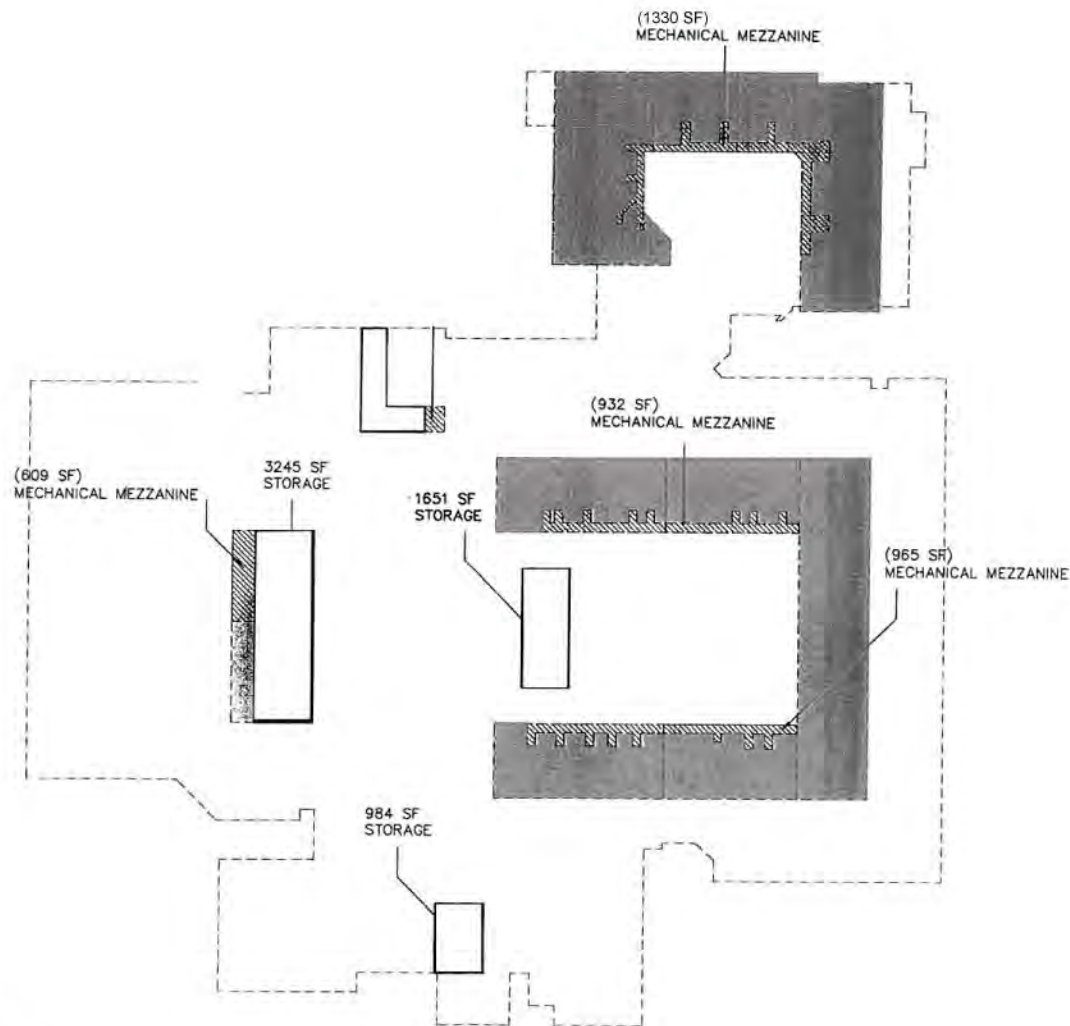 (1330 SF)
MECHANICAL MEZZANINE
(932 SF)
MECHANICAL MEZZANINE
(609 SF)
MECHANICAL MEZZANINE
3245 SF
STORAGE
1651 SF
STORAGE
(965 SF)
MECHANICAL MEZZANINE
984 SF
STORAGE